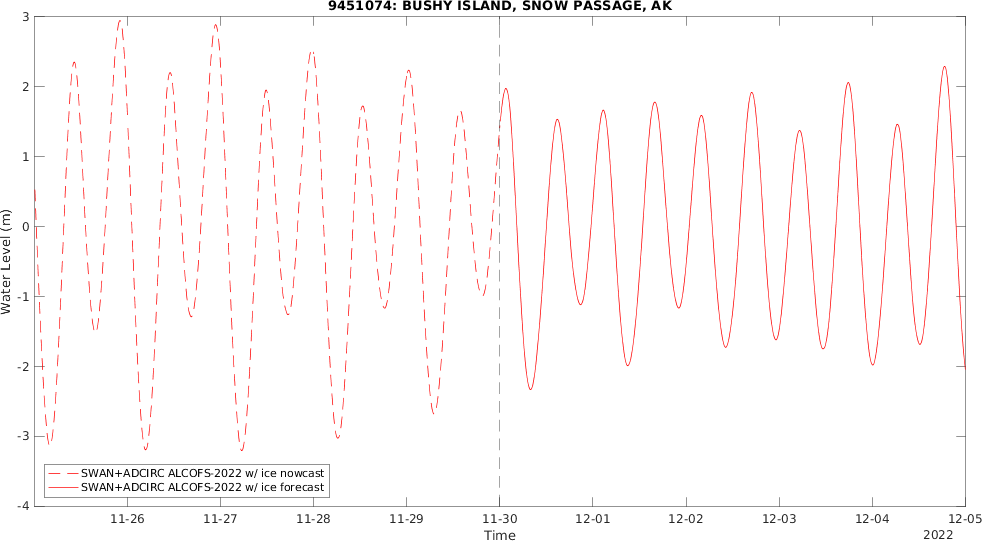 9451074: BUSHY ISLAND, SNOW PASSAGE, AK
3
2
1
0
-1
-2
-3
-4
Water Level (m)
SWAN+ADCIRC ALCOFS-2022 w/ ice nowcast
SWAN+ADCIRC ALCOFS-2022 w/ ice forecast
11-26 11-27 11-28 11-29 11-30 12-01 12-02 12-03 12-04 12-05
Time
2022